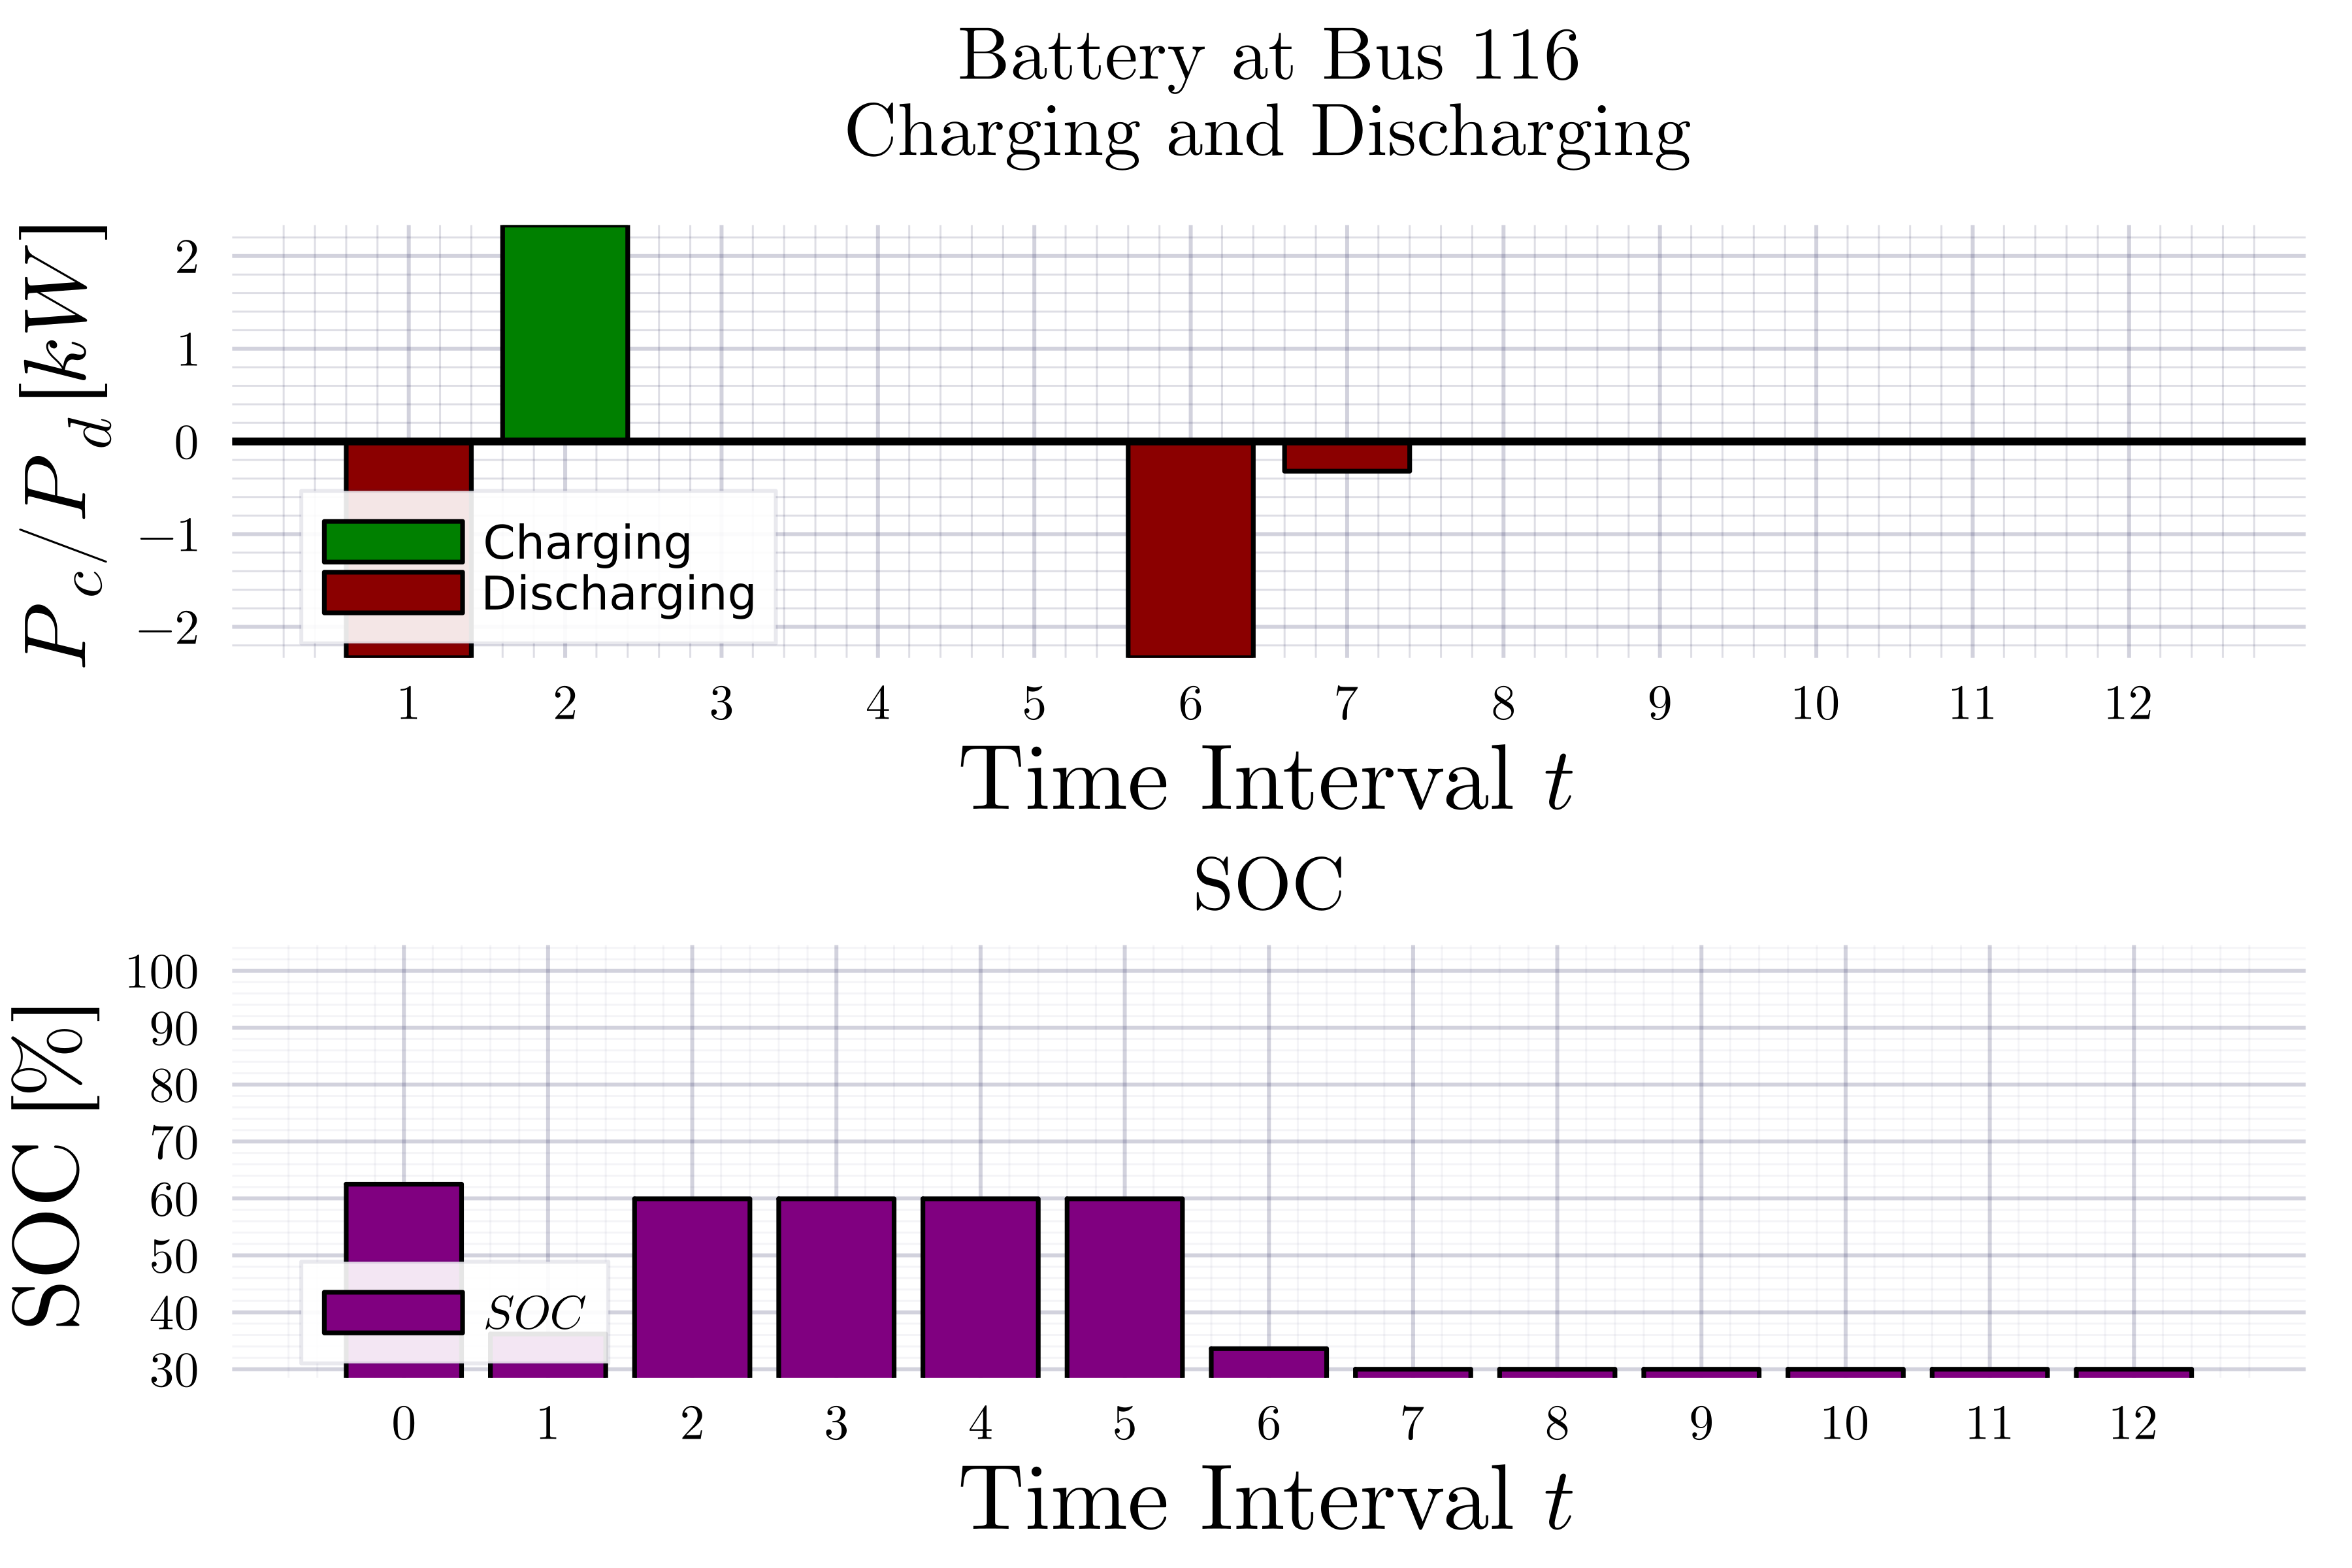 Battery at Bus 116
Charging and Discharging
P_c/P_d [kW]
2
1
0
−1
−2
Charging
Discharging
1 2 3 4 5 6 7 8 9 10 11 12
Time Interval t
SOC
SOC [%]
100
90
80
70
60
50
40
30
SOC
0 1 2 3 4 5 6 7 8 9 10 11 12
Time Interval t